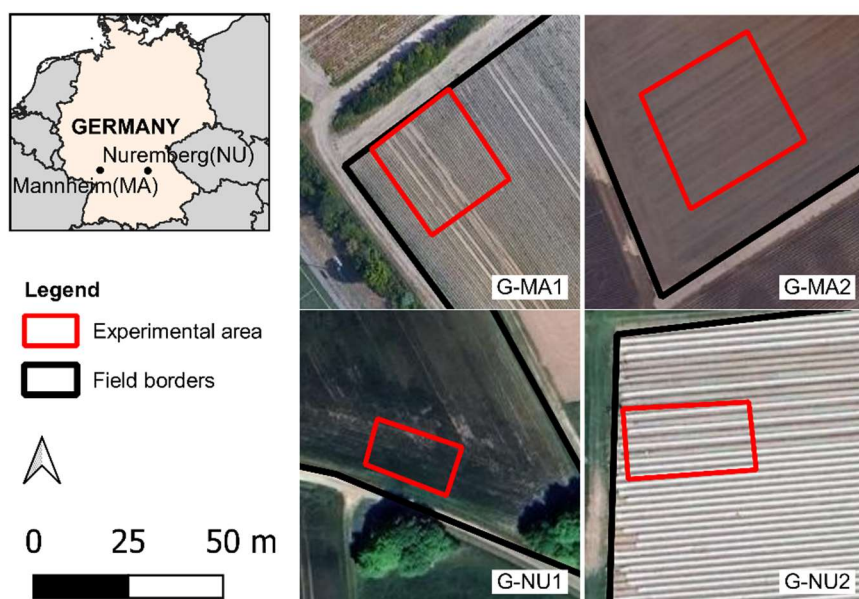 GERMANY
Nuremberg(NU)
Mannheim(MA)
Legend
Experimental area
Field borders
0 25 50 m
G-MA1
G-MA2
G-NU1
G-NU2